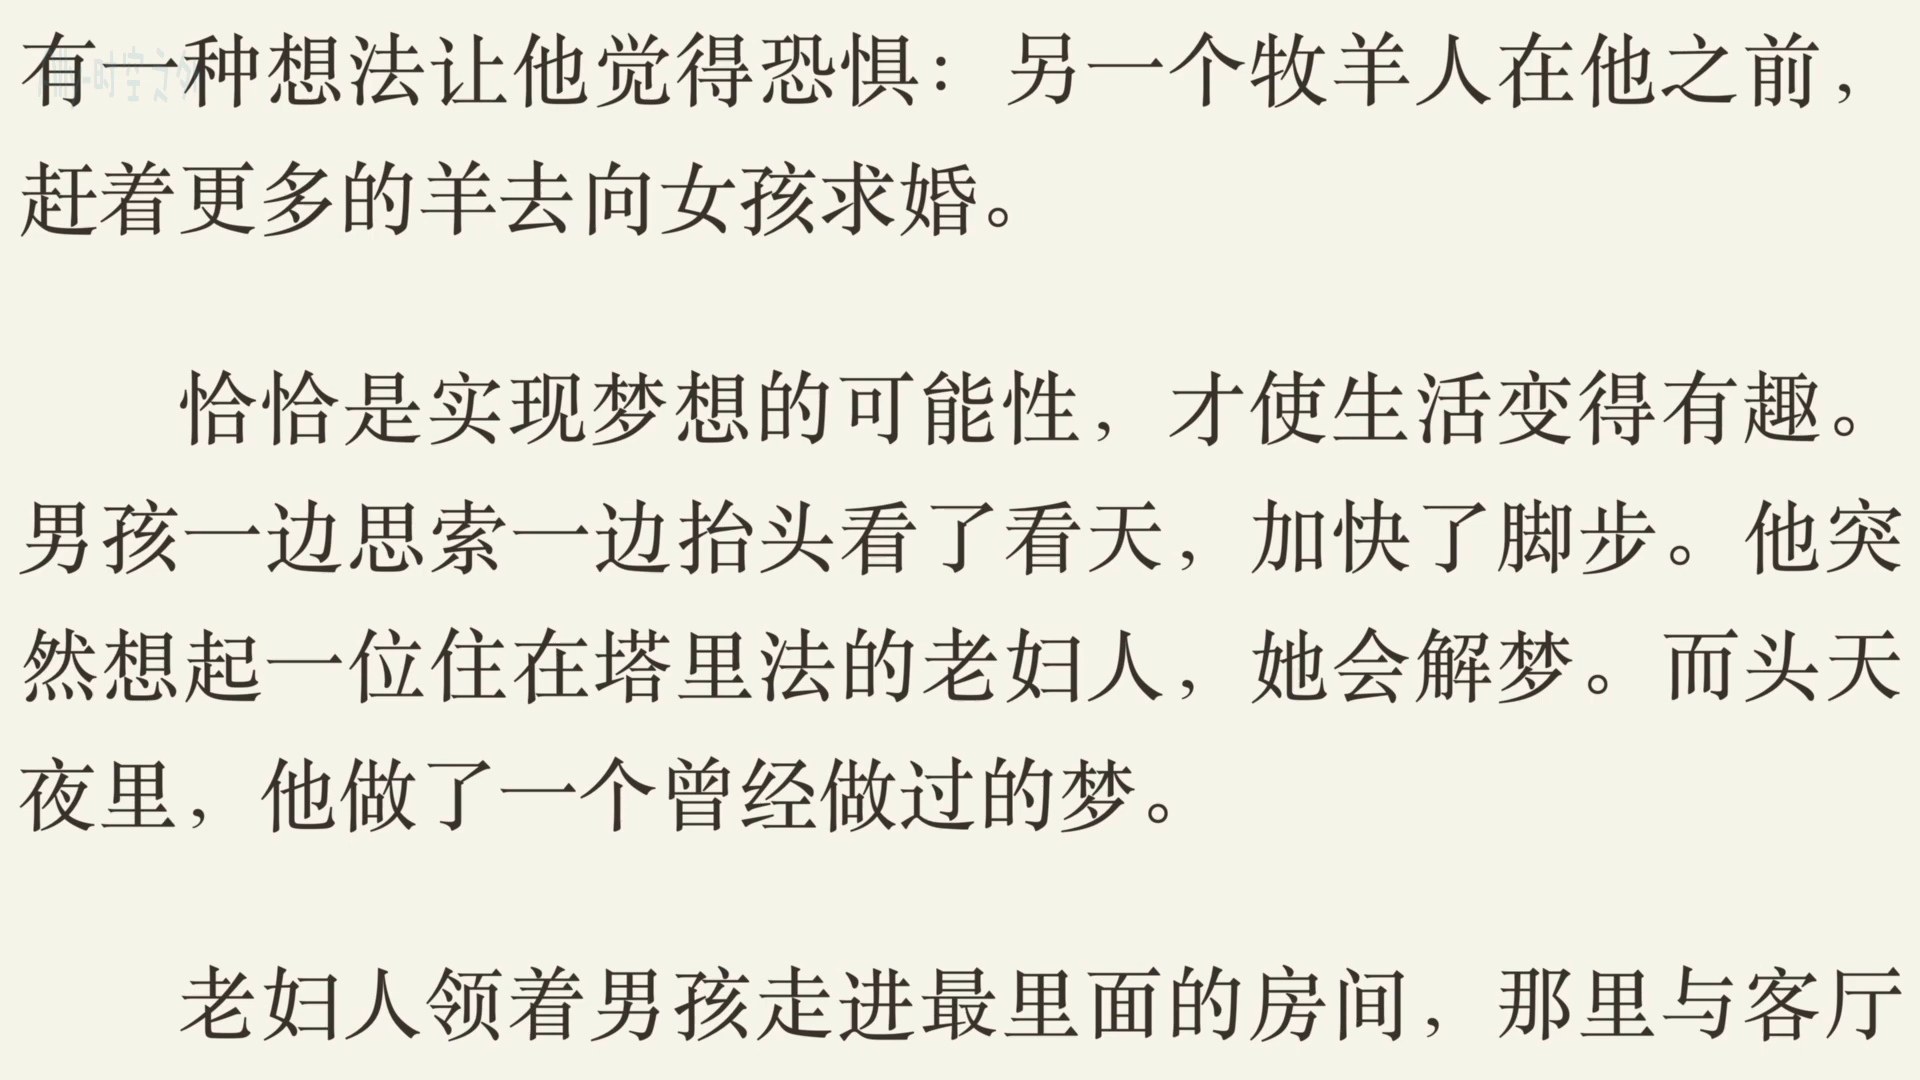 有一种想法让他觉得恐惧：另一个牧羊人在他之前，
赶着更多的羊去向女孩求婚。
恰恰是实现梦想的可能性，才使生活变得有趣。
男孩一边思索一边抬头看了看天，加快了脚步。他突
然想起一位住在塔里法的老妇人，她会解梦。而头天
夜里，他做了一个曾经做过的梦。
老妇人领着男孩走进最里面的房间，那里与客厅